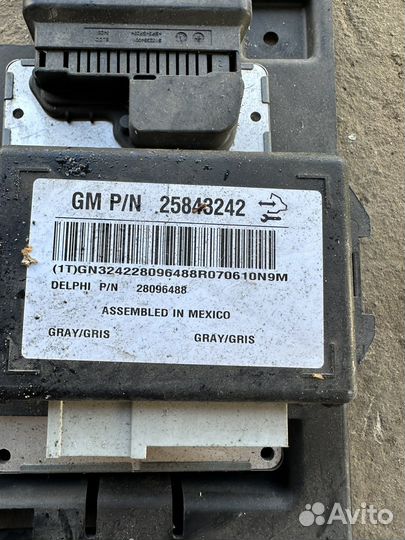 GM P/N 25843242
(1T)GN324228096488R070610N9M
DELPHI P/N 28096488
ASSEMBLED IN MEXICO
GRAY/GRIS GRAY/GRIS
Avito